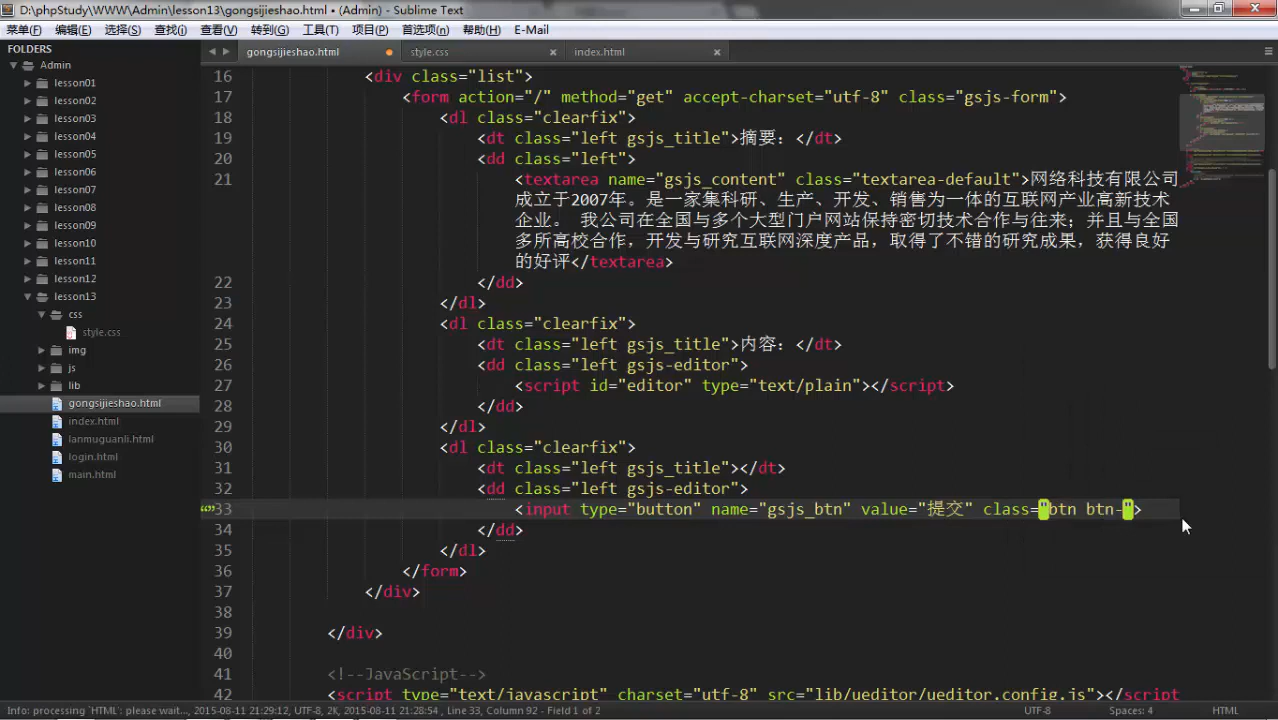 D:\phpStudy\WWW\Admin\lesson13\gongsijieshao.html • (Admin) - Sublime Text
菜单(F) 编辑(E) 选择(S) 查找(i) 查看(V) 转到(G) 工具(T) 项目(P) 首选项(n) 帮助(H) E-Mail
FOLDERS
Admin
lesson01
lesson02
lesson03
lesson04
lesson05
lesson06
lesson07
lesson08
lesson09
lesson10
lesson11
lesson12
lesson13
css
style.css
img
js
lib
gongsijieshao.html
index.html
lanmuguanli.html
login.html
main.html
gongsijieshao.html style.css index.html
16 <div class="list">
17 <form action="/" method="get" accept-charset="utf-8" class="gsjs-form">
18 <dl class="clearfix">
19 <dt class="left gsjs_title">摘要：</dt>
20 <dd class="left">
21 <textarea name="gsjs_content" class="textarea-default">网络科技有限公司
成立于2007年。是一家集科研、生产、开发、销售为一体的互联网产业高新技术
企业。 我公司在全国与多个大型门户网站保持密切技术合作与往来；并且与全国
多所高校合作，开发与研究互联网深度产品，取得了不错的研究成果，获得良好
的好评</textarea>
22 </dd>
23 </dl>
24 <dl class="clearfix">
25 <dt class="left gsjs_title">内容：</dt>
26 <dd class="left gsjs-editor">
27 <script id="editor" type="text/plain"></script>
28 </dd>
29 </dl>
30 <dl class="clearfix">
31 <dt class="left gsjs_title"></dt>
32 <dd class="left gsjs-editor">
33 <input type="button" name="gsjs_btn" value="提交" class="btn btn-">
34 </dd>
35 </dl>
36 </form>
37 </div>
38
39 </div>
40
41 <!--JavaScript-->
42 <script type="text/javascript" charset="utf-8" src="lib/ueditor/ueditor.config.js"></script
Info: processing `HTML`: please wait..., 2015-08-11 21:29:12, UTF-8, 2K, 2015-08-11 21:28:54 , Line 33, Column 92 - Field 1 of 2 UTF-8 Spaces: 4 HTML